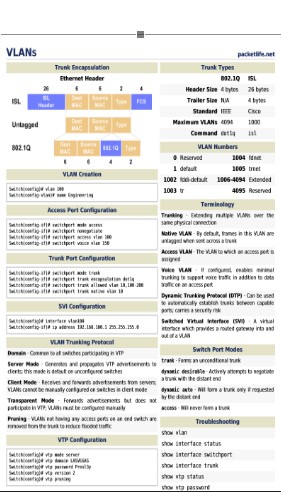 VLANs
packetlife.net
Trunk Encapsulation
Ethernet Header
26 6 6 2 4
ISL
ISL Header
Dest MAC
Source MAC
Type
FCS
Untagged
Dest MAC
Source MAC
Type
802.1Q
Dest MAC
Source MAC
802.1Q
Type
6 6 4 2
VLAN Creation
Switch(config)# vlan 100
Switch(config-vlan)# name Engineering
Access Port Configuration
Switch(config-if)# switchport mode access
Switch(config-if)# switchport nonegotiate
Switch(config-if)# switchport access vlan 100
Switch(config-if)# switchport voice vlan 150
Trunk Port Configuration
Switch(config-if)# switchport mode trunk
Switch(config-if)# switchport trunk encapsulation dot1q
Switch(config-if)# switchport trunk allowed vlan 10,100-200
Switch(config-if)# switchport trunk native vlan 10
SVI Configuration
Switch(config)# interface vlan100
Switch(config-if)# ip address 192.168.100.1 255.255.255.0
VLAN Trunking Protocol
Domain - Common to all switches participating in VTP
Server Mode - Generates and propagates VTP advertisements to
clients; this mode is default on unconfigured switches
Client Mode - Receives and forwards advertisements from servers;
VLANs cannot be manually configured on switches in client mode
Transparent Mode - Forwards advertisements but does not
participate in VTP; VLANs must be configured manually
Pruning - VLANs not having any access ports on an end switch are
removed from the trunk to reduce flooded traffic
VTP Configuration
Switch(config)# vtp mode server
Switch(config)# vtp domain LASVEGAS
Switch(config)# vtp password
Switch(config)# vtp version 2
Switch(config)# vtp pruning
Trunk Types
802.1Q ISL
Header Size 4 bytes 26 bytes
Trailer Size N/A 4 bytes
Standard IEEE Cisco
Maximum VLANs 4094 1000
Command dot1q isl
VLAN Numbers
0 Reserved 1004 fdnet
1 default 1005 trnet
1002 fddi-default 1006-4094 Extended
1003 tr 4095 Reserved
Terminology
Trunking - Extending multiple VLANs over the
same physical connection
Native VLAN - By default, frames in this VLAN are
untagged when sent across a trunk
Access VLAN - The VLAN to which an access port is
assigned
Voice VLAN - If configured, enables minimal
trunking to support voice traffic in addition to data
traffic on an access port
Dynamic Trunking Protocol (DTP) - Can be used
to automatically establish trunks between capable
ports; carries a security risk
Switched Virtual Interface (SVI) - A virtual
interface which provides a routed gateway into and
out of a VLAN
Switch Port Modes
trunk - Forms an unconditional trunk
dynamic desirable - Actively attempts to negotiate
a trunk with the distant end
dynamic auto - Will form a trunk only if requested
by the distant end
access - Will never form a trunk
Troubleshooting
show vlan
show interface status
show interface switchport
show interface trunk
show vtp status
show vtp password